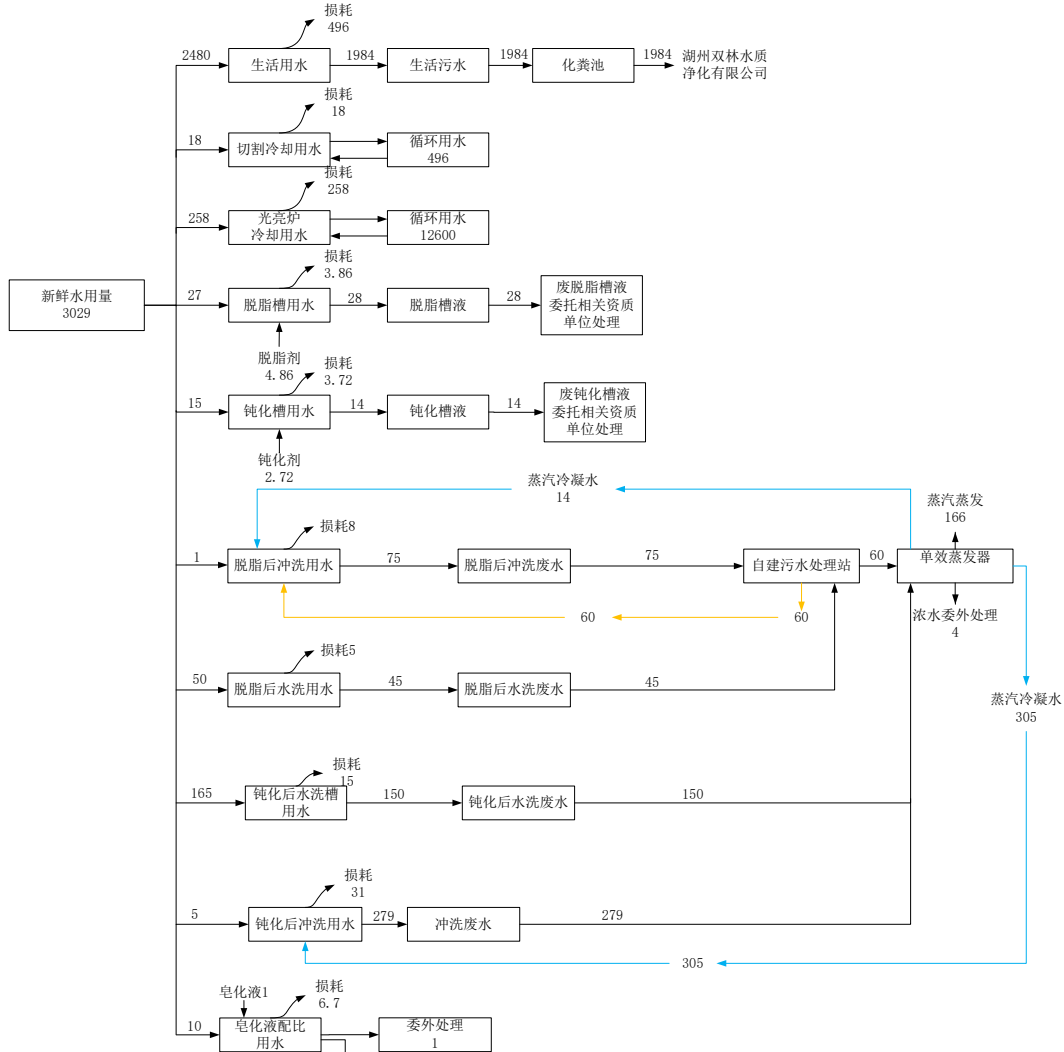 损耗
496
2480
生活用水
1984
生活污水
1984
化粪池
1984
湖州双林水质
净化有限公司
损耗
18
18
切割冷却用水
循环用水
496
损耗
258
258
光亮炉
冷却用水
循环用水
12600
新鲜水用量
3029
损耗
3.86
27
脱脂槽用水
28
脱脂槽液
28
废脱脂槽液
委托相关资质
单位处理
脱脂剂
4.86
损耗
3.72
15
钝化槽用水
14
钝化槽液
14
废钝化槽液
委托相关资质
单位处理
钝化剂
2.72
蒸汽冷凝水
14
蒸汽蒸发
166
损耗8
1
脱脂后冲洗用水
75
脱脂后冲洗废水
75
自建污水处理站
60
单效蒸发器
60
60
浓水委外处理
4
损耗5
50
脱脂后水洗用水
45
脱脂后水洗废水
45
蒸汽冷凝水
305
损耗
15
165
钝化后水洗槽
用水
150
钝化后水洗废水
150
损耗
31
5
钝化后冲洗用水
279
冲洗废水
279
305
皂化液1
损耗
6.7
10
皂化液配比
用水
委外处理
1